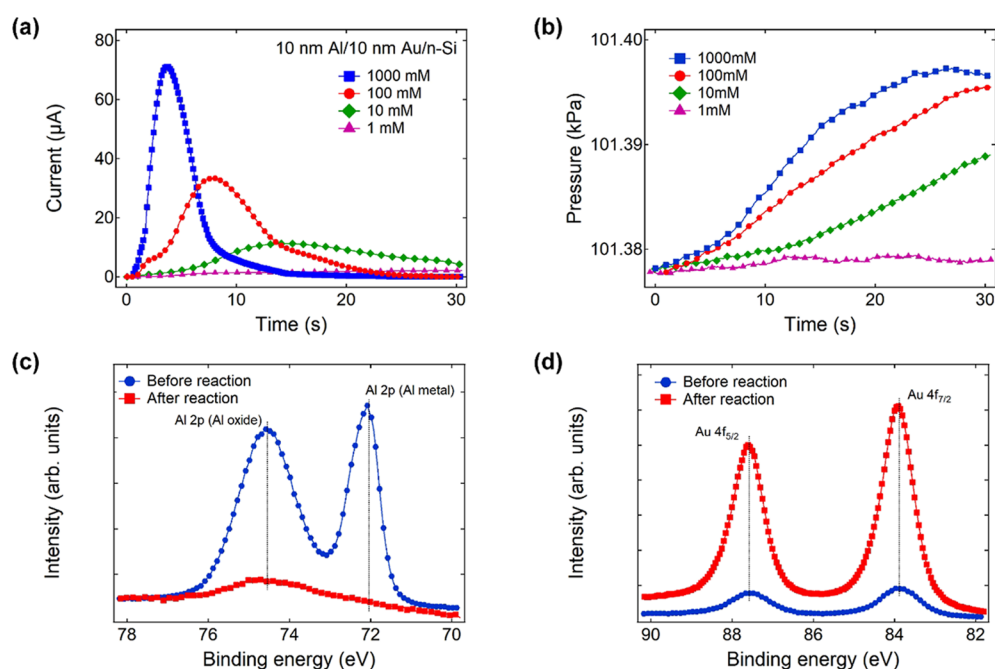 (a)
80
60
40
20
0
Current (µA)
10 nm Al/10 nm Au/n-Si
1000 mM
100 mM
10 mM
1 mM
0 10 20 30
Time (s)
(b)
101.40
101.39
101.38
Pressure (kPa)
1000mM
100mM
10mM
1mM
0 10 20 30
Time (s)
(c)
Intensity (arb. units)
Before reaction
After reaction
Al 2p (Al oxide)
Al 2p (Al metal)
78 76 74 72 70
Binding energy (eV)
(d)
Intensity (arb. units)
Before reaction
After reaction
Au 4f5/2
Au 4f7/2
90 88 86 84 82
Binding energy (eV)